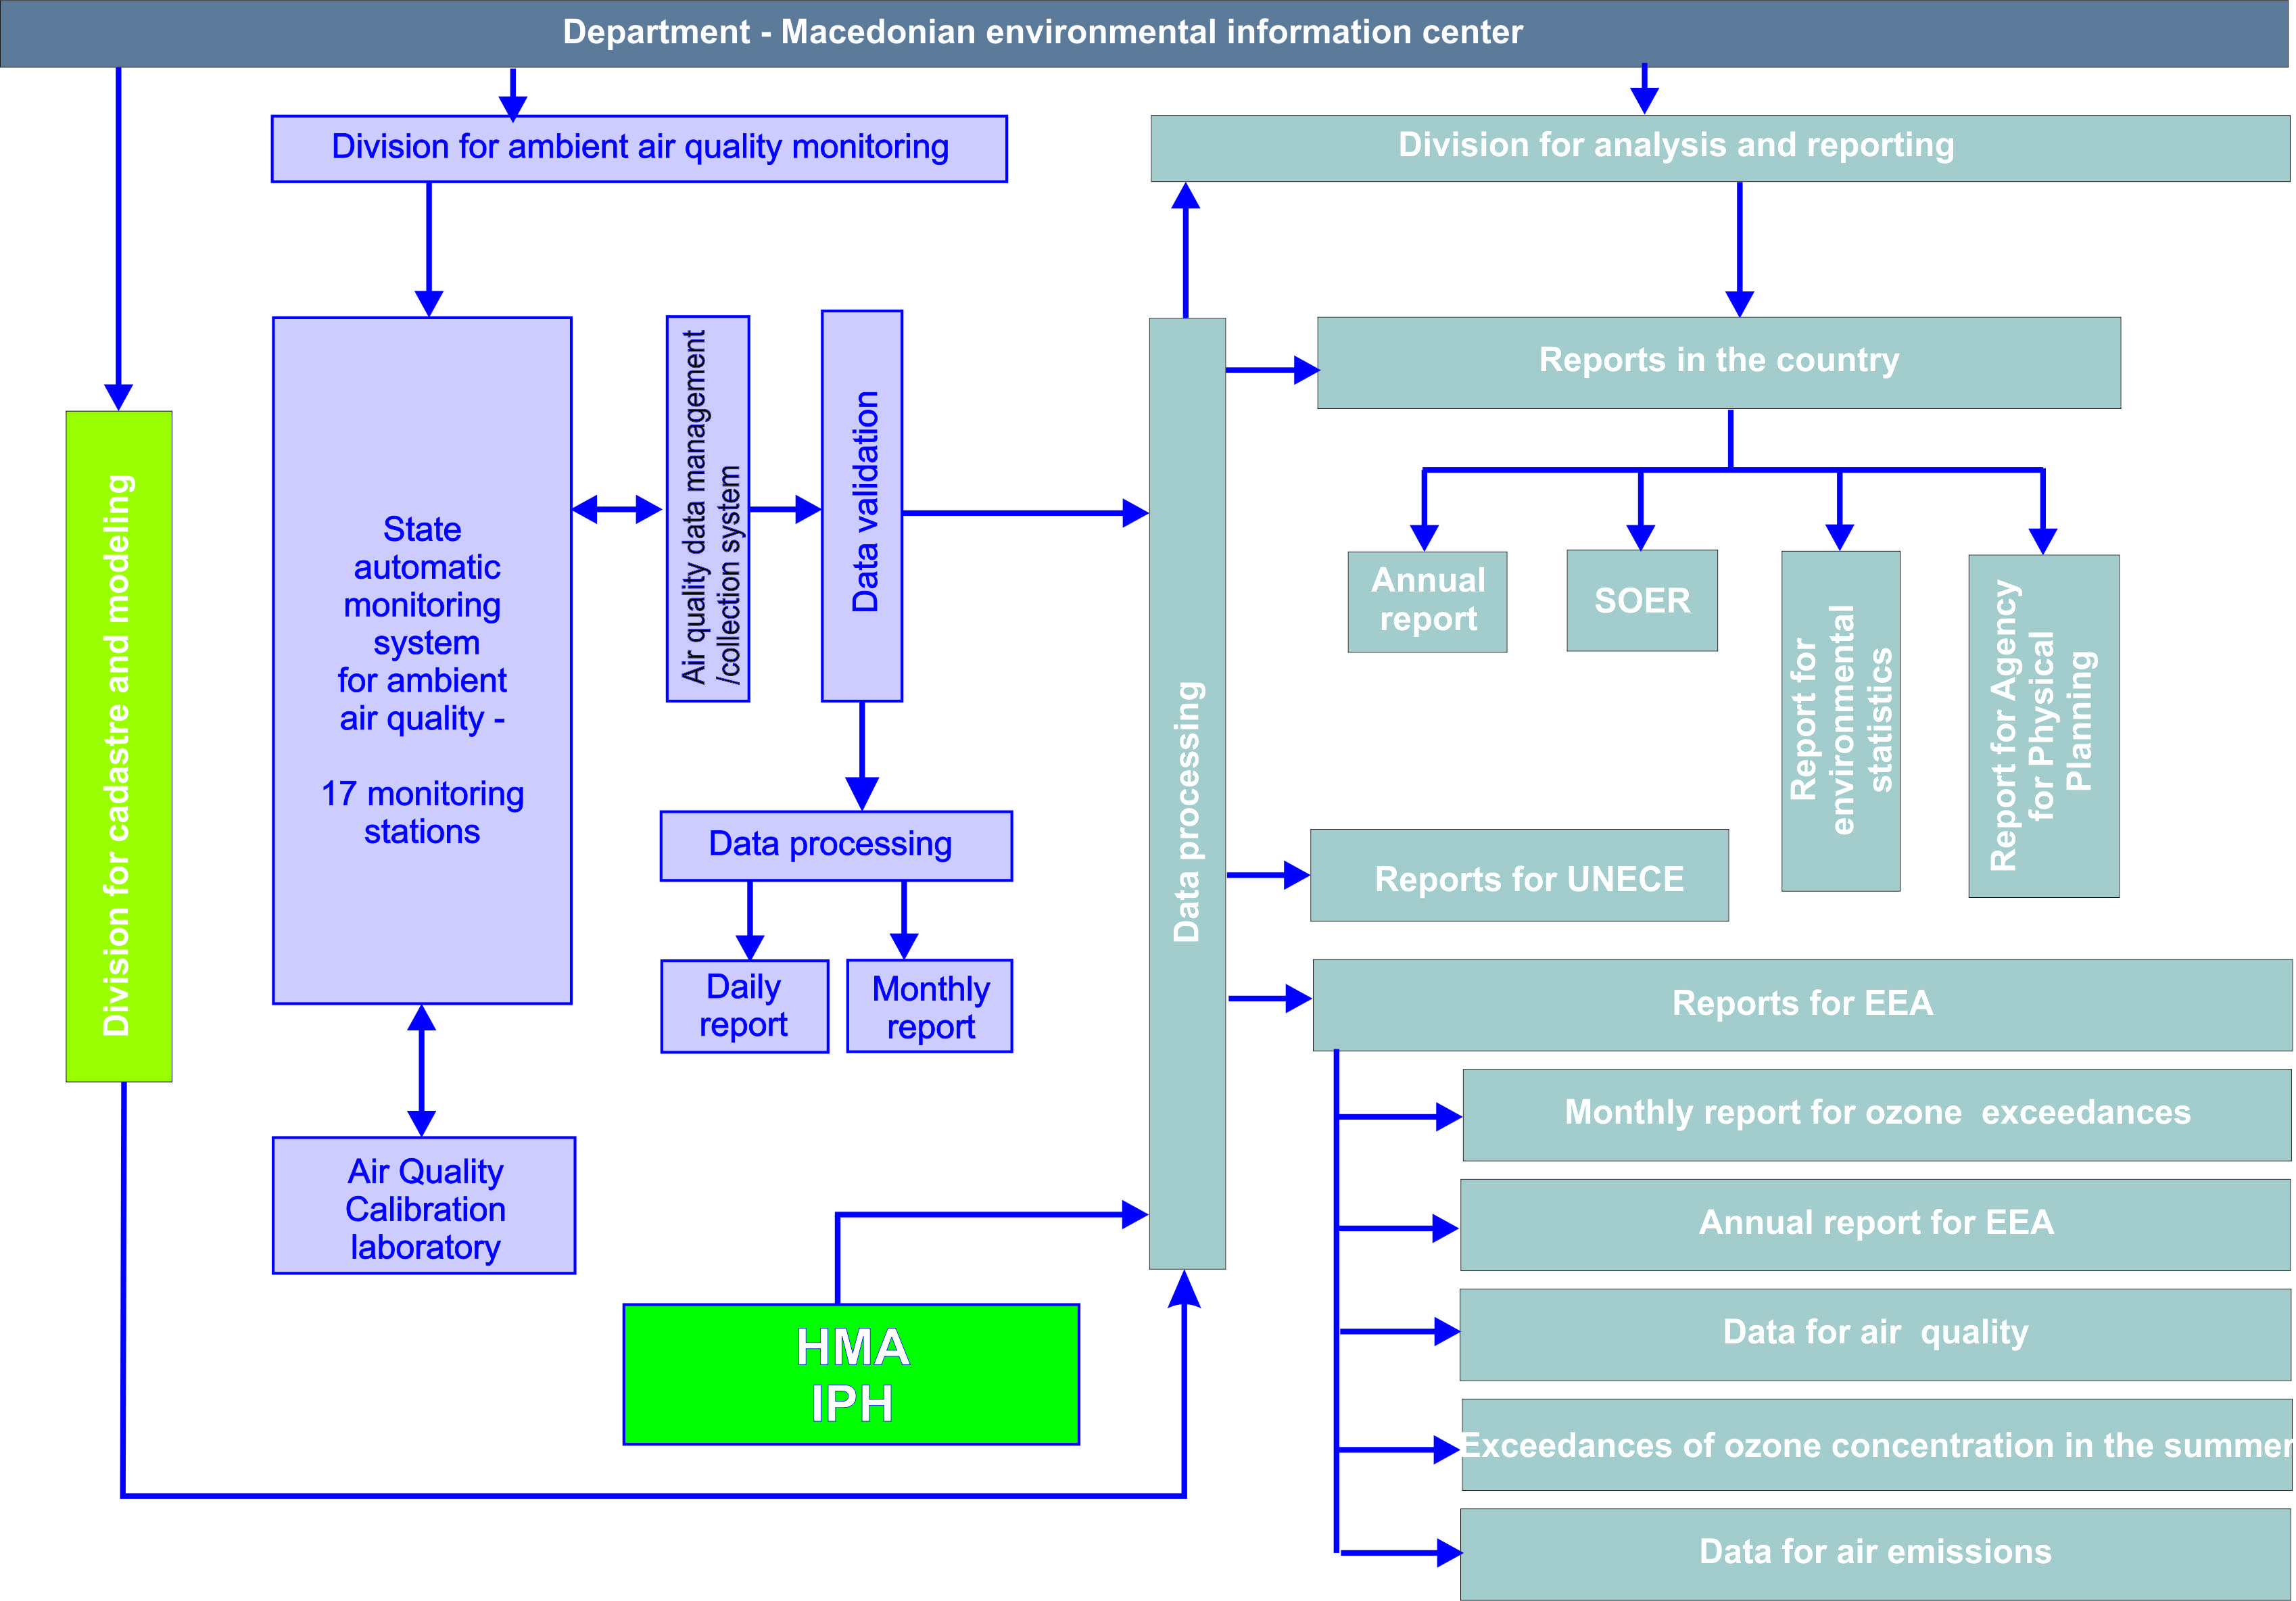 Department - Macedonian environmental information center
Division for ambient air quality monitoring
Division for analysis and reporting
Division for cadastre and modeling
State
automatic
monitoring
system
for ambient
air quality -
17 monitoring
stations
Air quality data management
/collection system
Data validation
Data processing
Daily
report
Monthly
report
Air Quality
Calibration
laboratory
HMA
IPH
Data processing
Reports in the country
Annual
report
SOER
Report for
environmental
statistics
Report for Agency
for Physical
Planning
Reports for UNECE
Reports for EEA
Monthly report for ozone  exceedances
Annual report for EEA
Data for air  quality
Exceedances of ozone concentration in the summer
Data for air emissions